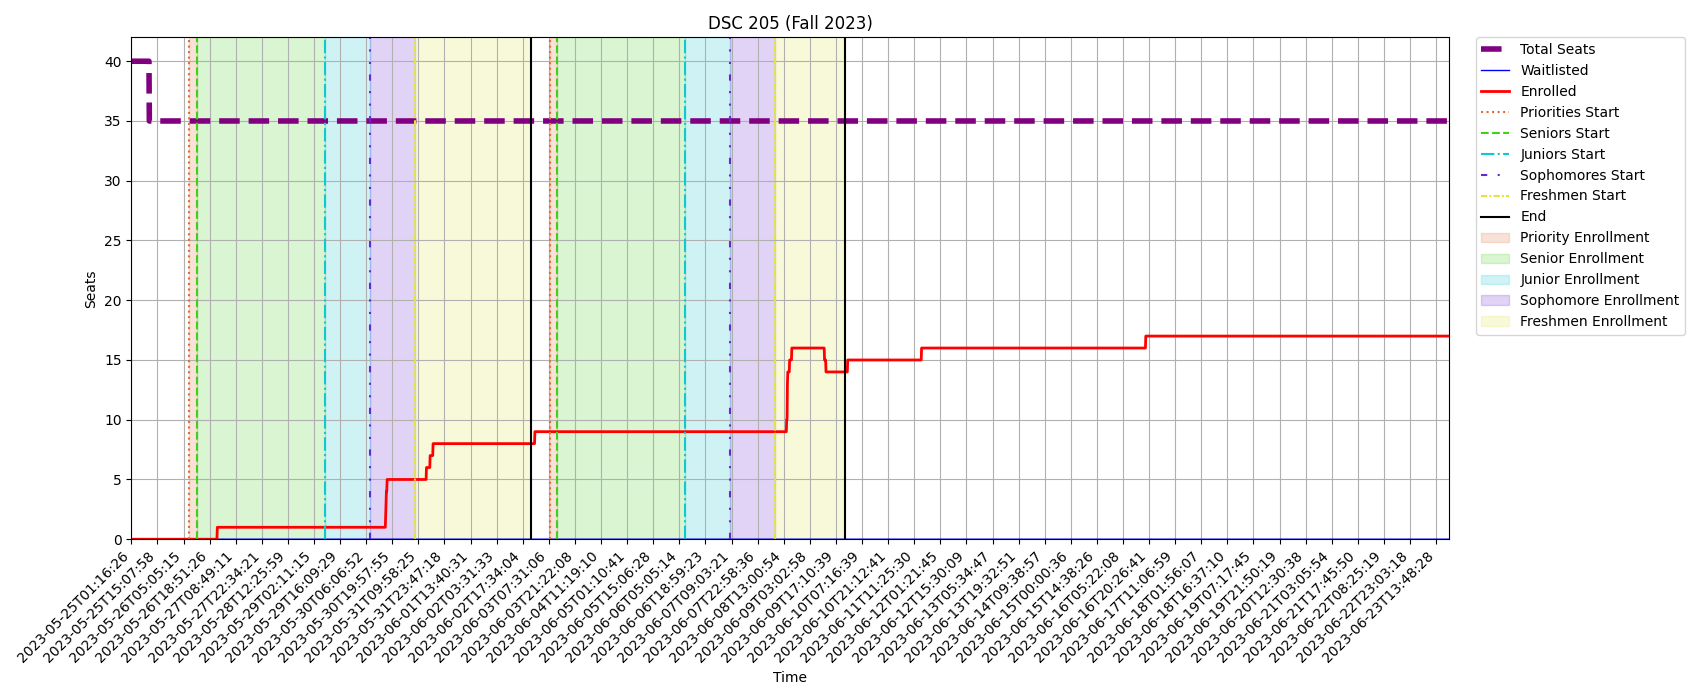 DSC 205 (Fall 2023)
Seats
40
35
30
25
20
15
10
5
0
2023-05-25T01:16:26
2023-05-25T15:07:58
2023-05-26T05:05:15
2023-05-26T18:51:26
2023-05-27T08:49:11
2023-05-27T22:34:21
2023-05-28T12:25:59
2023-05-29T02:11:15
2023-05-29T16:09:29
2023-05-30T06:06:52
2023-05-30T19:57:55
2023-05-31T09:58:25
2023-05-31T23:47:18
2023-06-01T13:40:31
2023-06-02T03:31:33
2023-06-02T17:34:04
2023-06-03T07:31:06
2023-06-03T21:22:08
2023-06-04T11:19:10
2023-06-05T01:10:41
2023-06-05T15:06:28
2023-06-06T05:05:14
2023-06-06T18:59:23
2023-06-07T09:03:21
2023-06-07T22:58:36
2023-06-08T13:00:54
2023-06-09T03:02:58
2023-06-09T17:10:39
2023-06-10T07:16:39
2023-06-10T21:12:41
2023-06-11T11:25:30
2023-06-12T01:21:45
2023-06-12T15:30:09
2023-06-13T05:34:47
2023-06-13T19:32:51
2023-06-14T09:38:57
2023-06-15T00:00:36
2023-06-15T14:38:26
2023-06-16T05:22:08
2023-06-16T20:26:41
2023-06-17T11:06:59
2023-06-18T01:56:07
2023-06-18T16:37:10
2023-06-19T07:17:45
2023-06-19T21:50:19
2023-06-20T12:30:38
2023-06-21T03:05:54
2023-06-21T17:45:50
2023-06-22T08:25:19
2023-06-22T23:03:18
2023-06-23T13:48:28
Time
Total Seats
Waitlisted
Enrolled
Priorities Start
Seniors Start
Juniors Start
Sophomores Start
Freshmen Start
End
Priority Enrollment
Senior Enrollment
Junior Enrollment
Sophomore Enrollment
Freshmen Enrollment